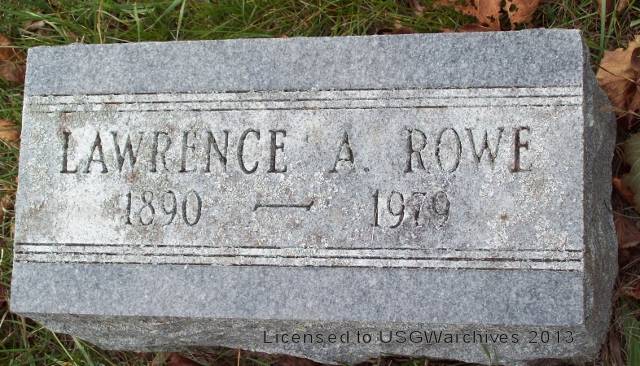 LAWRENCE A. ROWE
1890 — 1979
Licensed to USGWarchives 2013